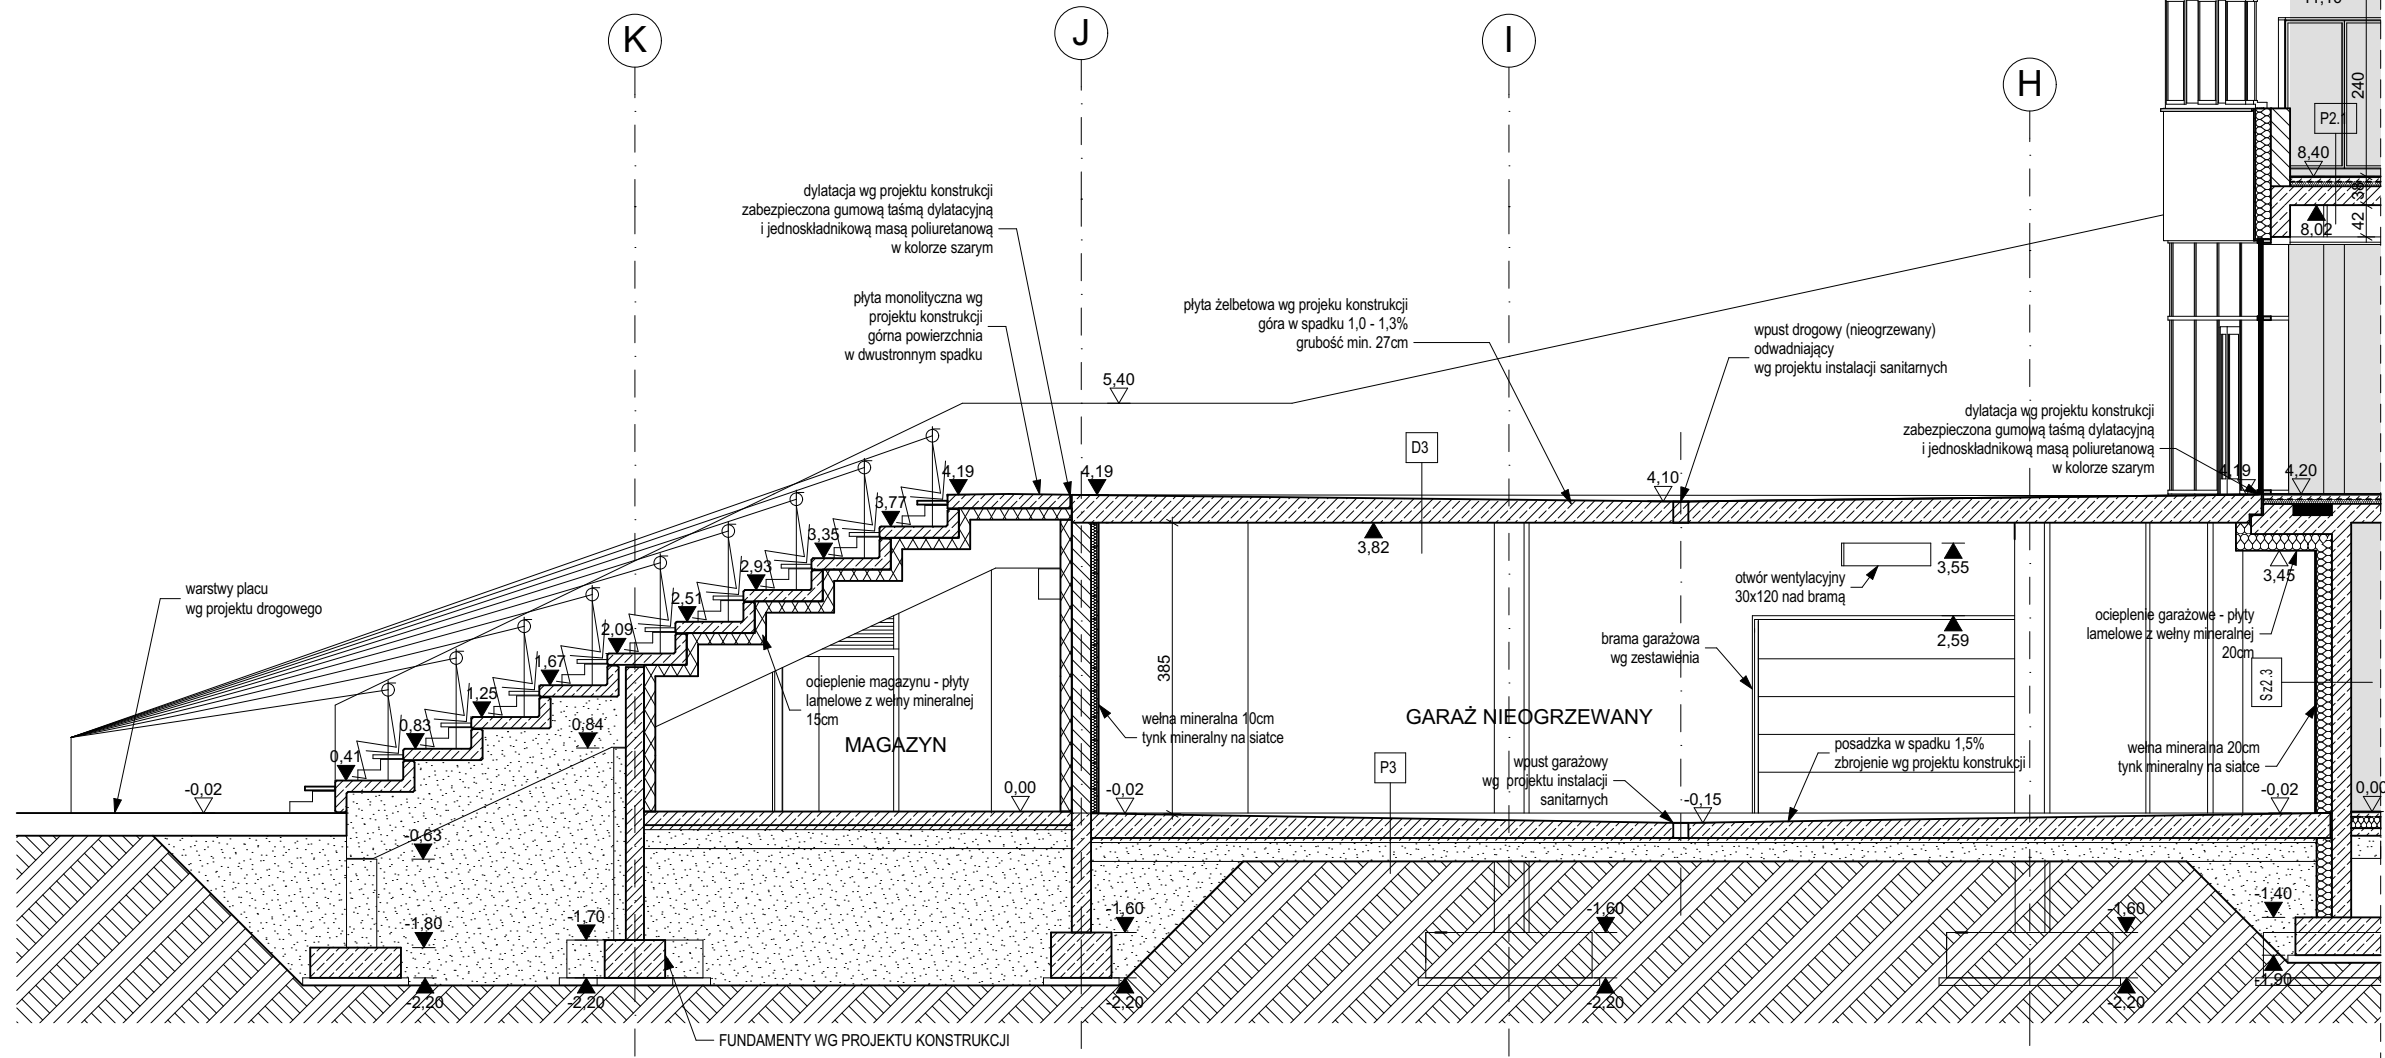 K
J
I
H
240
P2.1
8,40
38
42
8,02
dylatacja wg projektu konstrukcji
zabezpieczona gumową taśmą dylatacyjną
i jednoskładnikową masą poliuretanową
w kolorze szarym
płyta monolityczna wg
projektu konstrukcji
górna powierzchnia
w dwustronnym spadku
płyta żelbetowa wg projeku konstrukcji
góra w spadku 1,0 - 1,3%
grubość min. 27cm
wpust drogowy (nieogrzewany)
odwadniający
wg projektu instalacji sanitarnych
5,40
dylatacja wg projektu konstrukcji
zabezpieczona gumową taśmą dylatacyjną
i jednoskładnikową masą poliuretanową
w kolorze szarym
D3
4,19
4,19
4,10
4,19
4,20
3,77
3,35
2,93
2,51
2,09
1,67
1,25
0,83
0,41
0,84
3,82
3,55
3,45
otwór wentylacyjny
30x120 nad bramą
2,59
warstwy placu
wg projektu drogowego
ocieplenie garażowe - płyty
lamelowe z wełny mineralnej
20cm
brama garażowa
wg zestawienia
Sz2.3
385
ocieplenie magazynu - płyty
lamelowe z wełny mineralnej
15cm
MAGAZYN
wełna mineralna 10cm
tynk mineralny na siatce
GARAŻ NIEOGRZEWANY
P3
wpust garażowy
wg projektu instalacji
sanitarnych
posadzka w spadku 1,5%
zbrojenie wg projektu konstrukcji
wełna mineralna 20cm
tynk mineralny na siatce
-0,02
0,00
-0,02
-0,15
-0,02
0,00
-0,63
-1,80
-1,70
-1,60
-1,60
-1,60
-1,40
-2,20
-2,20
-2,20
-2,20
-2,20
-1,90
FUNDAMENTY WG PROJEKTU KONSTRUKCJI